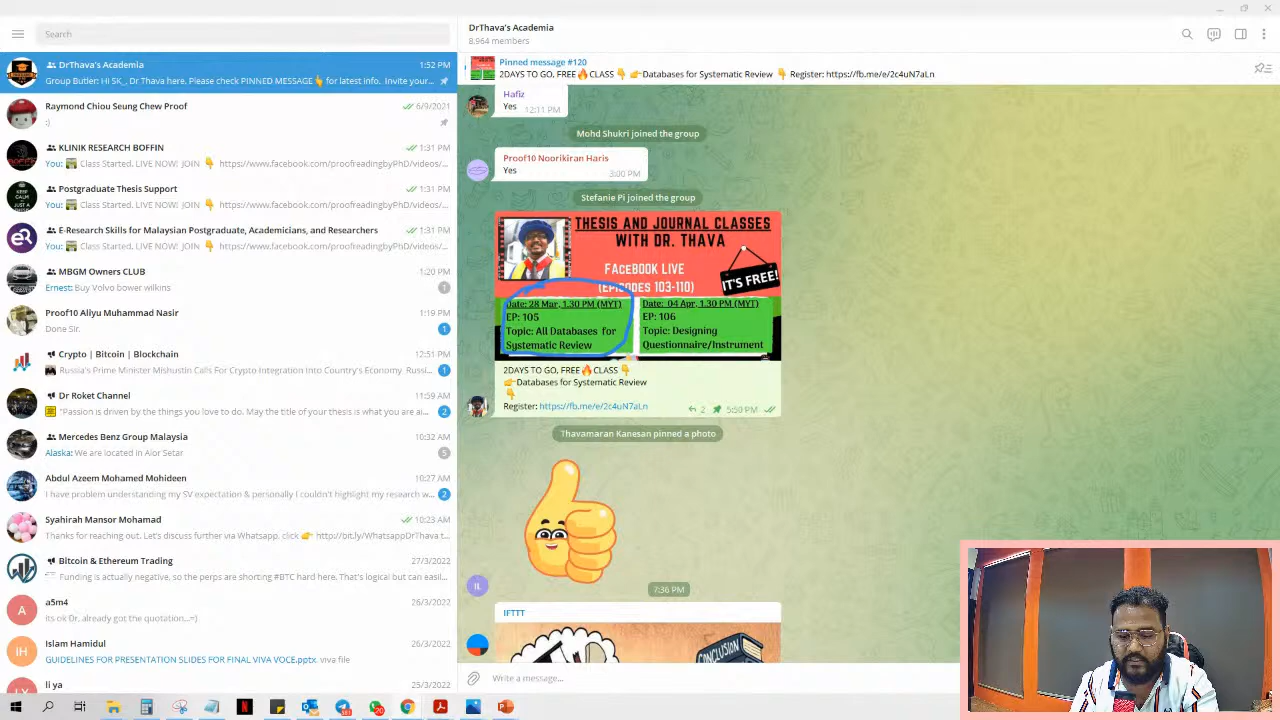 Search
DrThava's Academia
1:52 PM
Group Butler: Hi SK_, Dr Thava here, Please check PINNED MESSAGE for latest info. Invite your...
Raymond Chiou Seung Chew Proof
6/9/2021
:)
KLINIK RESEARCH BOFFIN
1:31 PM
You: Class Started. LIVE NOW! JOIN https://www.facebook.com/proofreadingbyPhD/videos/...
Postgraduate Thesis Support
1:31 PM
You: Class Started. LIVE NOW! JOIN https://www.facebook.com/proofreadingbyPhD/videos/...
E-Research Skills for Malaysian Postgraduate, Academicians, and Researchers
1:31 PM
You: Class Started. LIVE NOW! JOIN https://www.facebook.com/proofreadingbyPhD/videos/...
MBGM Owners CLUB
1:20 PM
Ernest: Buy Volvo bower wilkins
1
Proof10 Aliyu Muhammad Nasir
1:19 PM
Done Sir.
1
Crypto | Bitcoin | Blockchain
12:51 PM
Russia's Prime Minister Mishustin Calls For Crypto Integration Into Country's Economy Russi...
1
Dr Roket Channel
11:59 AM
"Passion is driven by the things you love to do. May the title of your thesis is what you are ai...
2
Mercedes Benz Group Malaysia
10:32 AM
Alaska: We are located in Alor Setar
5
Abdul Azeem Mohamed Mohideen
10:27 AM
I have problem understanding my SV expectation & personally I couldn't highlight my research w...
2
Syahirah Mansor Mohamad
10:23 AM
Thanks for reaching out. Let's discuss further via Whatsapp. click http://bit.ly/WhatsappDrThava t...
Bitcoin & Ethereum Trading
27/3/2022
Funding is actually negative, so the perps are shorting #BTC hard here. That's logical but can easil...
A
a5m4
26/3/2022
its ok Dr. already got the quotation...=)
IH
Islam Hamidul
26/3/2022
GUIDELINES FOR PRESENTATION SLIDES FOR FINAL VIVA VOCE.pptx, viva file
li ya
25/3/2022
DrThava's Academia
8,964 members
Pinned message #120
2DAYS TO GO, FREE CLASS Databases for Systematic Review Register: https://fb.me/e/2c4uN7aLn
Hafiz
Yes
12:11 PM
Mohd Shukri joined the group
Proof10 Noorikiran Haris
Yes
3:00 PM
Stefanie Pi joined the group
THESIS AND JOURNAL CLASSES
WITH DR. THAVA
FAceBOOK LIVE
(EPISODES 103-110)
IT'S FREE!
Date: 28 Mar, 1.30 PM (MYT)
EP: 105
Topic: All Databases for
Systematic Review
Date: 04 Apr, 1.30 PM (MYT)
EP: 106
Topic: Designing
Questionnaire/Instrument
2DAYS TO GO, FREE CLASS
Databases for Systematic Review
Register: https://fb.me/e/2c4uN7aLn
2
5:50 PM
Thavamaran Kanesan pinned a photo
IL
7:36 PM
IFTTT
CONCLUSION
Write a message...